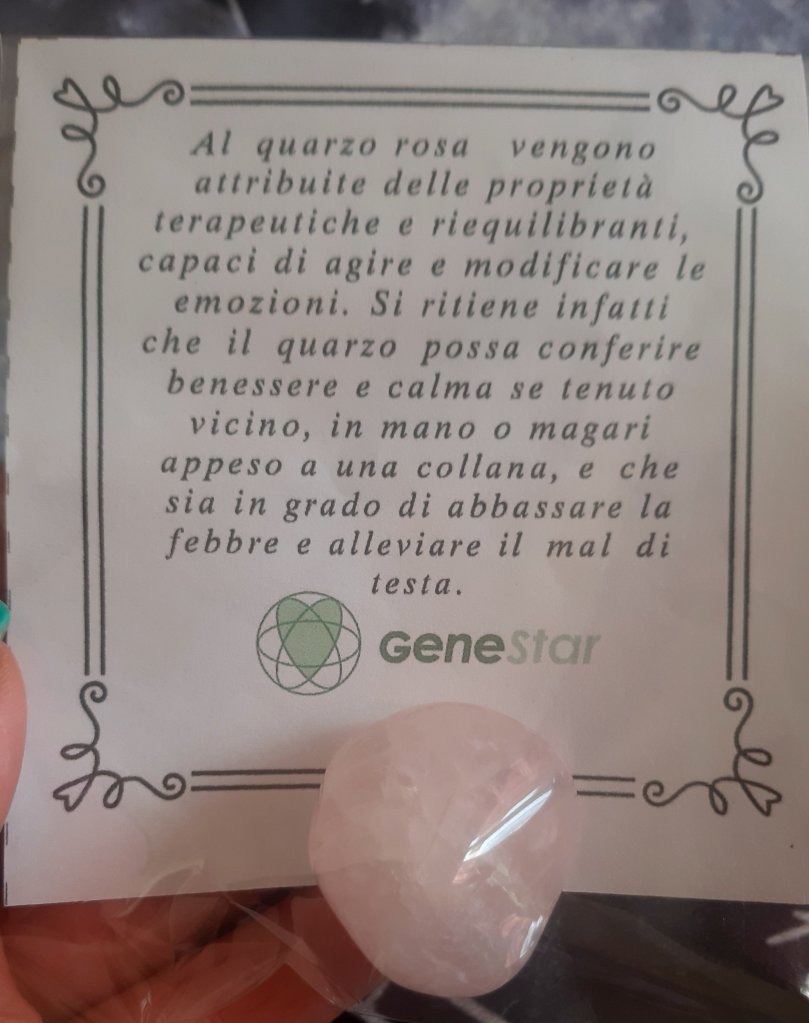 Al quarzo rosa vengono
attribuite delle proprietà
terapeutiche e riequilibranti,
capaci di agire e modificare le
emozioni. Si ritiene infatti
che il quarzo possa conferire
benessere e calma se tenuto
vicino, in mano o magari
appeso a una collana, e che
sia in grado di abbassare la
febbre e alleviare il mal di
testa.
GeneStar